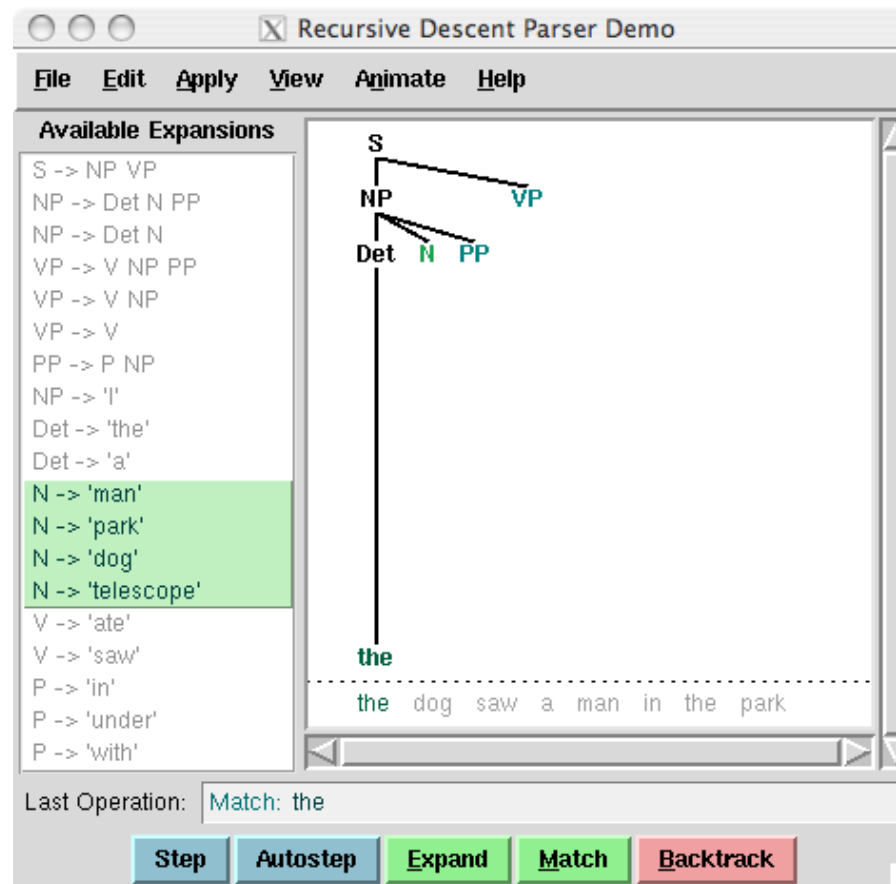 Recursive Descent Parser Demo
File Edit Apply View Animate Help
Available Expansions
S -> NP VP
NP -> Det N PP
NP -> Det N
VP -> V NP PP
VP -> V NP
VP -> V
PP -> P NP
NP -> 'I'
Det -> 'the'
Det -> 'a'
N -> 'man'
N -> 'park'
N -> 'dog'
N -> 'telescope'
V -> 'ate'
V -> 'saw'
P -> 'in'
P -> 'under'
P -> 'with'
S
NP VP
Det N PP
the
the dog saw a man in the park
Last Operation: Match: the
Step Autostep Expand Match Backtrack